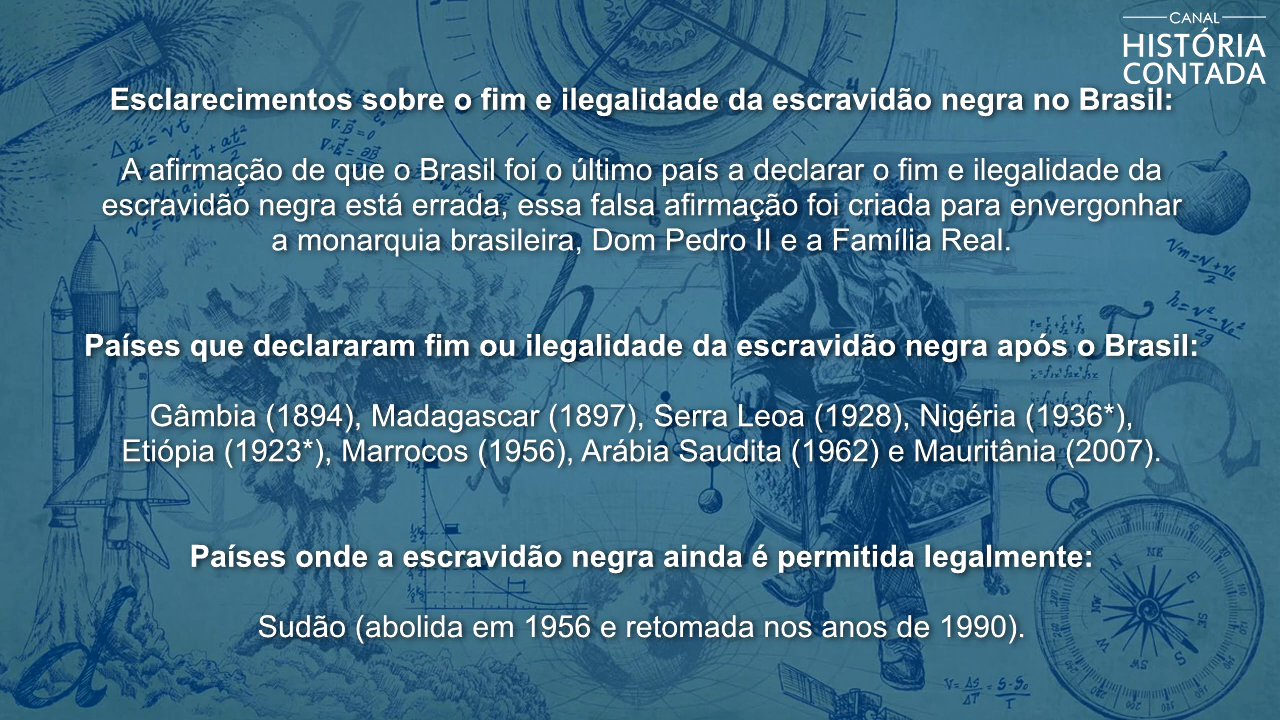 CANAL
HISTÓRIA
CONTADA
Esclarecimentos sobre o fim e ilegalidade da escravidão negra no Brasil:
A afirmação de que o Brasil foi o último país a declarar o fim e ilegalidade da
escravidão negra está errada, essa falsa afirmação foi criada para envergonhar
a monarquia brasileira, Dom Pedro II e a Família Real.
Países que declararam fim ou ilegalidade da escravidão negra após o Brasil:
Gâmbia (1894), Madagascar (1897), Serra Leoa (1928), Nigéria (1936*),
Etiópia (1923*), Marrocos (1956), Arábia Saudita (1962) e Mauritânia (2007).
Países onde a escravidão negra ainda é permitida legalmente:
Sudão (abolida em 1956 e retomada nos anos de 1990).